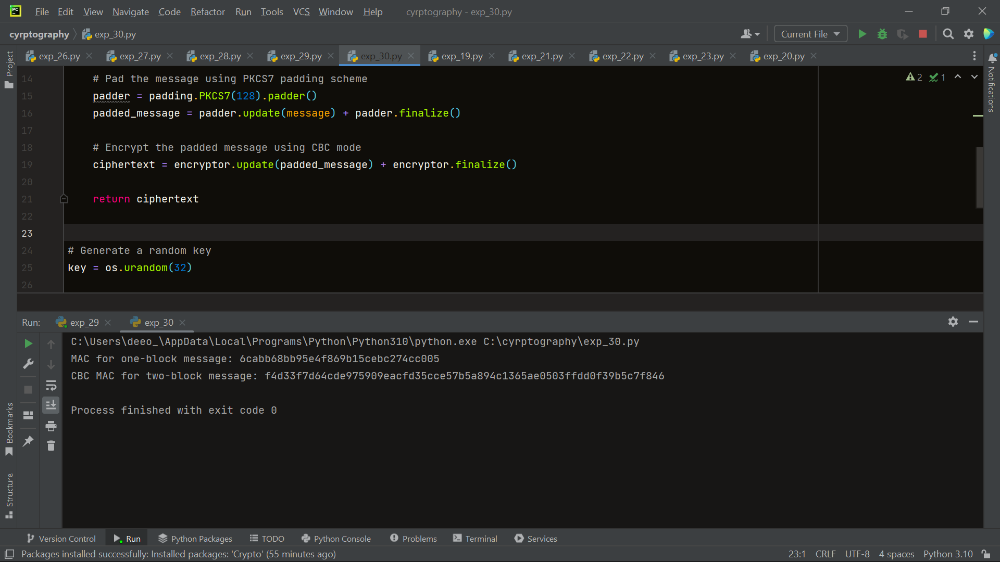 PC File Edit View Navigate Code Refactor Run Tools VCS Window Help cyrptography - exp_30.py
cyrptography exp_30.py Current File
exp_26.py exp_27.py exp_28.py exp_29.py exp_30.py exp_19.py exp_21.py exp_22.py exp_23.py exp_20.py
Project
Notifications
2 1
14 # Pad the message using PKCS7 padding scheme
15 padder = padding.PKCS7(128).padder()
16 padded_message = padder.update(message) + padder.finalize()
17
18 # Encrypt the padded message using CBC mode
19 ciphertext = encryptor.update(padded_message) + encryptor.finalize()
20
21 return ciphertext
22
23
24 # Generate a random key
25 key = os.urandom(32)
26
Run: exp_29 exp_30
C:\Users\deeo_\AppData\Local\Programs\Python\Python310\python.exe C:\cyrptography\exp_30.py
MAC for one-block message: 6cabb68bb95e4f869b15cebc274cc005
CBC MAC for two-block message: f4d33f7d64cde975909eacfd35cce57b5a894c1365ae0503ffdd0f39b5c7f846
Process finished with exit code 0
Bookmarks
Structure
Version Control Run Python Packages TODO Python Console Problems Terminal Services
Packages installed successfully: Installed packages: 'Crypto' (55 minutes ago) 23:1 CRLF UTF-8 4 spaces Python 3.10